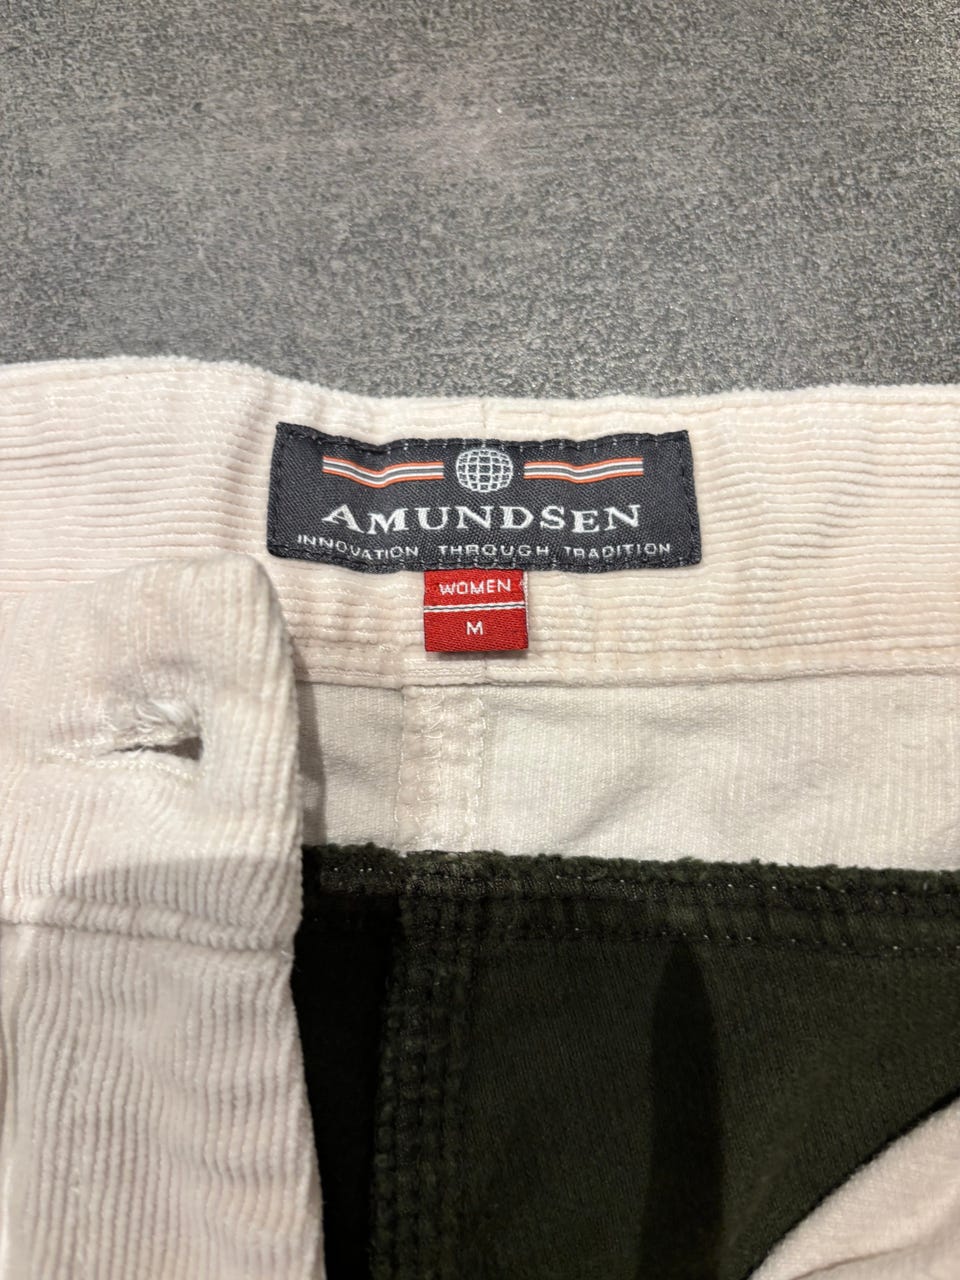 AMUNDSEN
INNOVATION THROUGH TRADITION
WOMEN
M